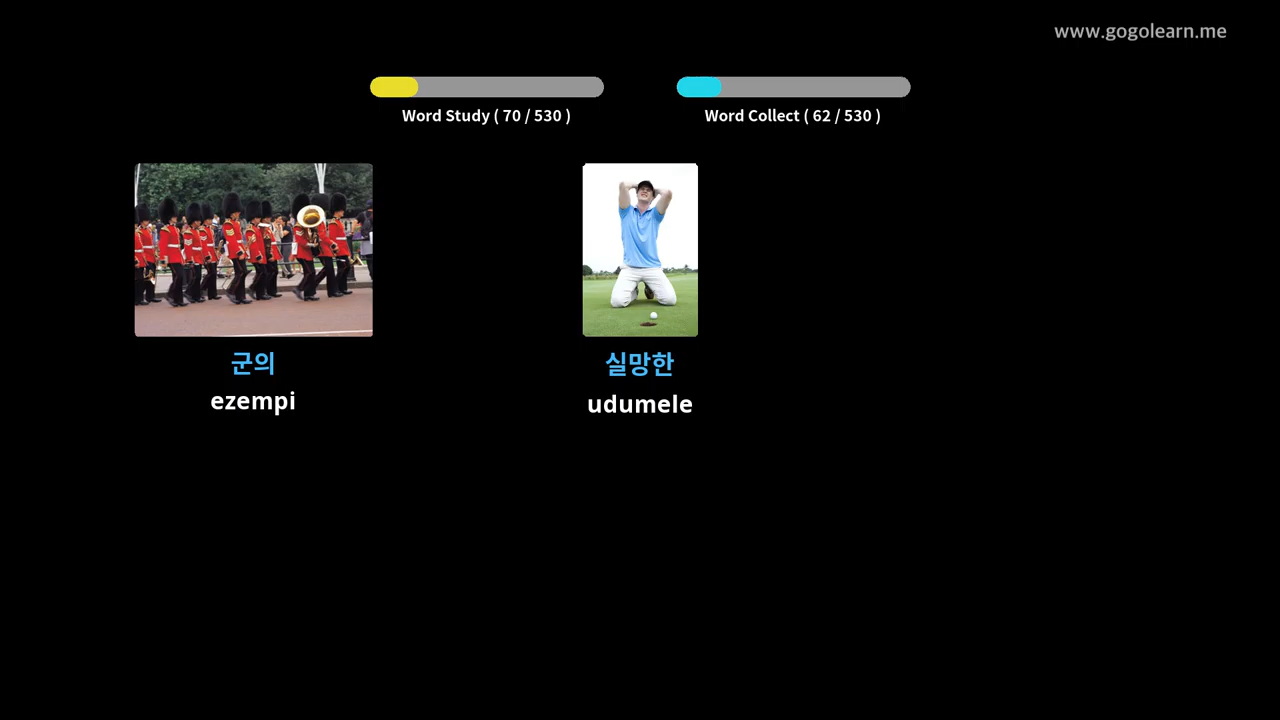 www.gogolearn.me
Word Study ( 70 / 530 )
Word Collect ( 62 / 530 )
군의
ezempi
실망한
udumele